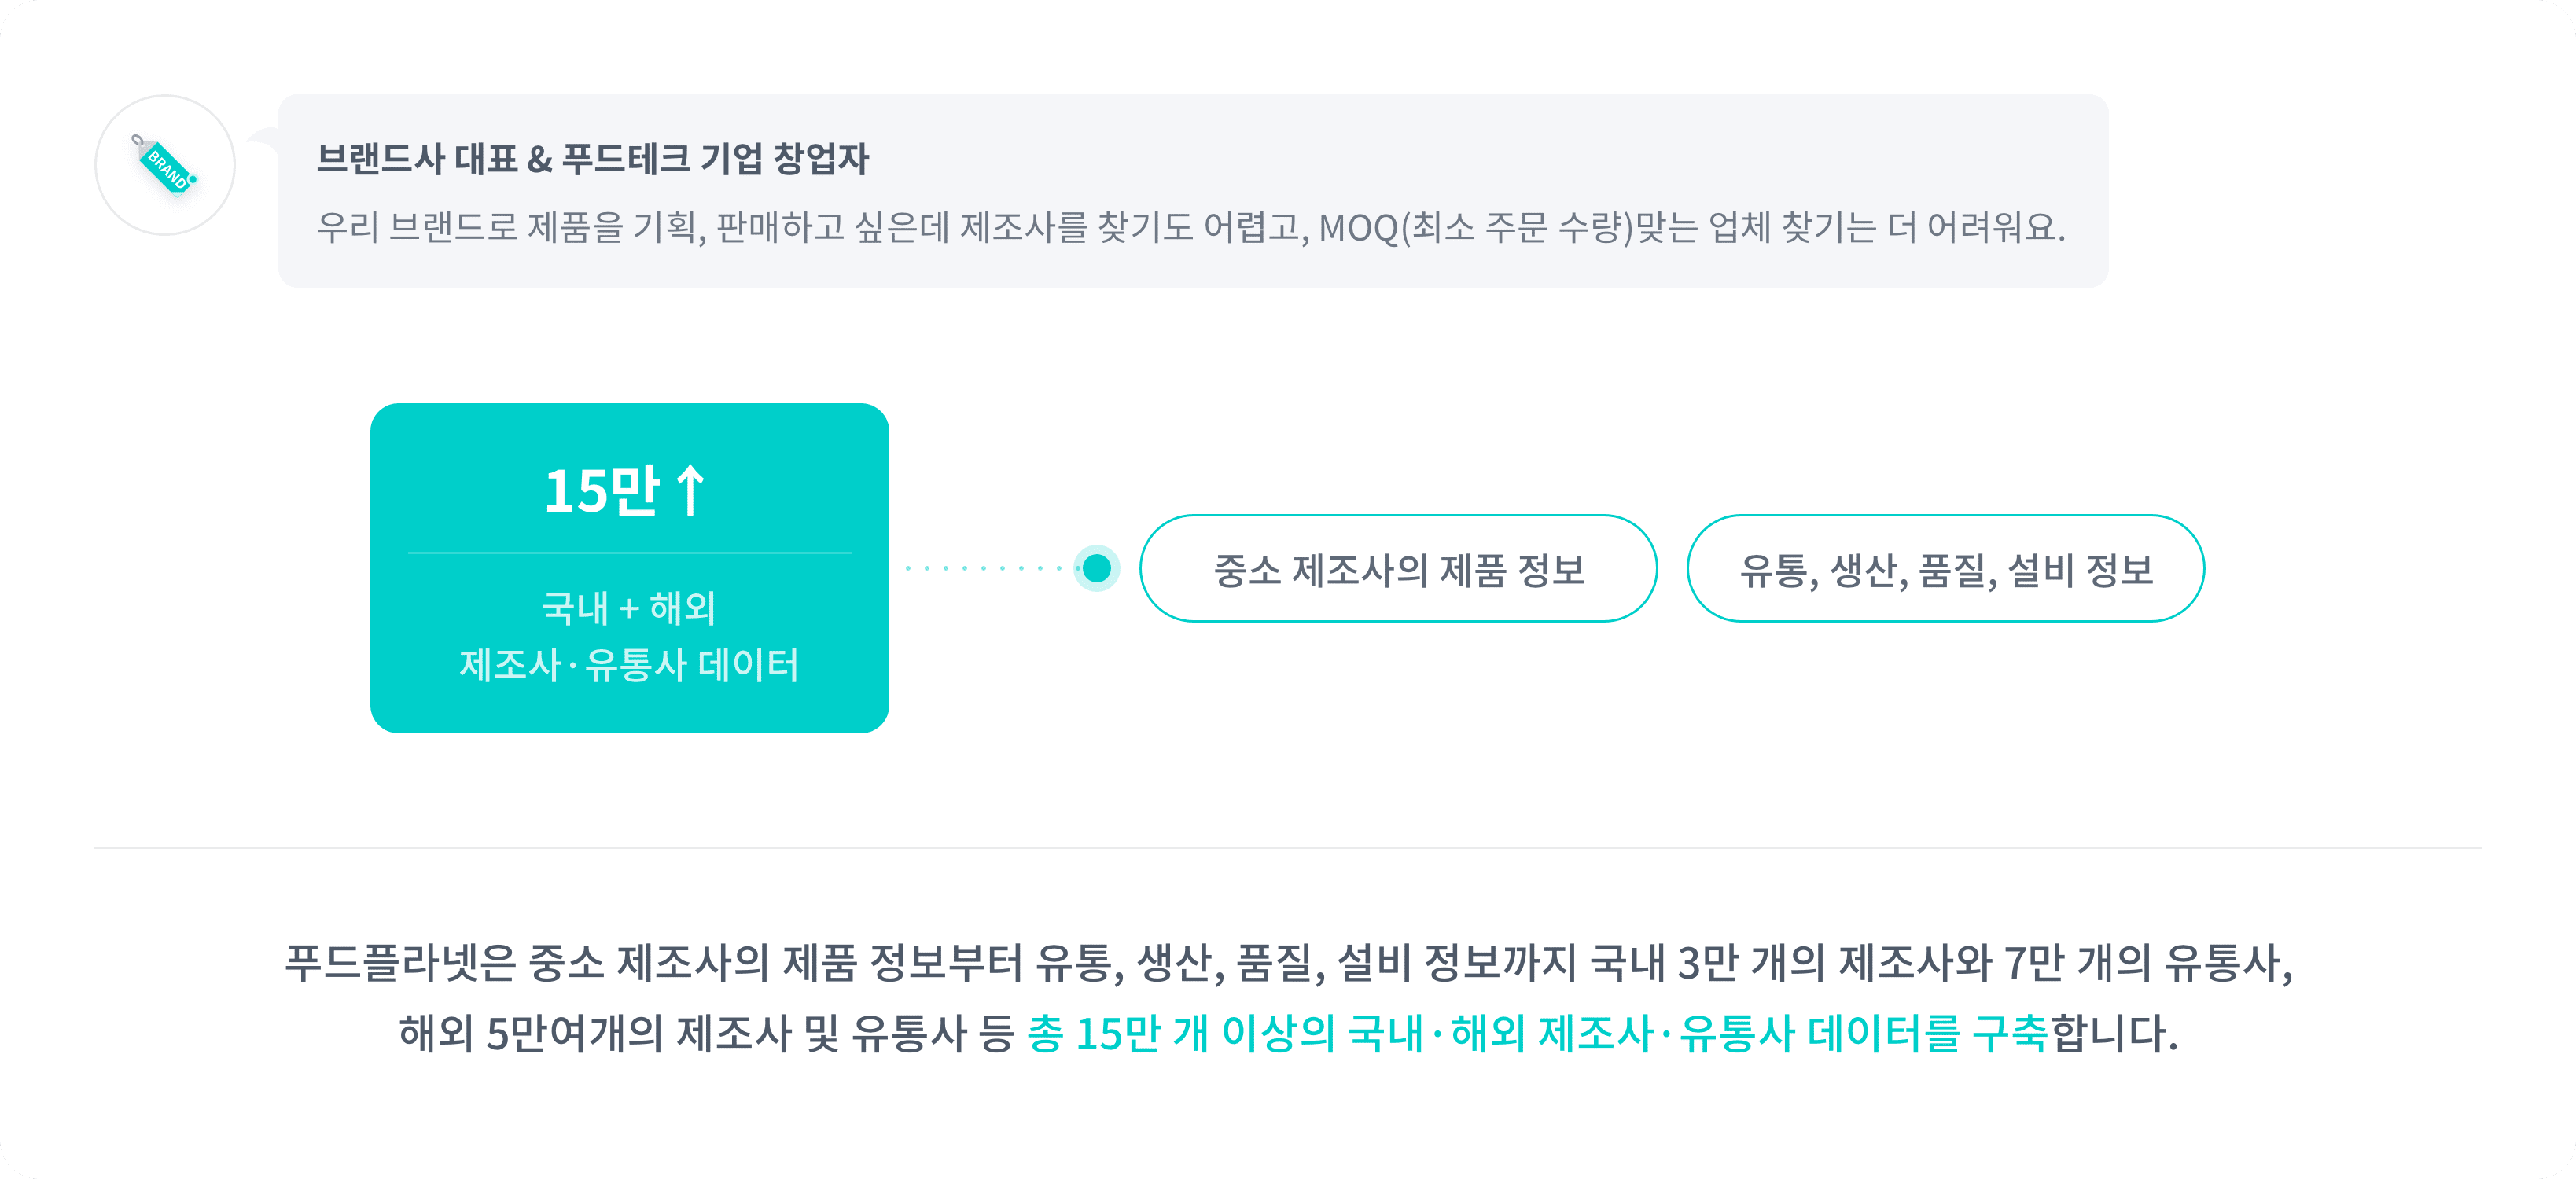 BRAND
브랜드사 대표 & 푸드테크 기업 창업자
우리 브랜드로 제품을 기획, 판매하고 싶은데 제조사를 찾기도 어렵고, MOQ(최소 주문 수량)맞는 업체 찾기는 더 어려워요.
15만 ↑
국내 + 해외
제조사·유통사 데이터
중소 제조사의 제품 정보
유통, 생산, 품질, 설비 정보
푸드플라넷은 중소 제조사의 제품 정보부터 유통, 생산, 품질, 설비 정보까지 국내 3만 개의 제조사와 7만 개의 유통사,
해외 5만여개의 제조사 및 유통사 등 총 15만 개 이상의 국내·해외 제조사·유통사 데이터를 구축합니다.